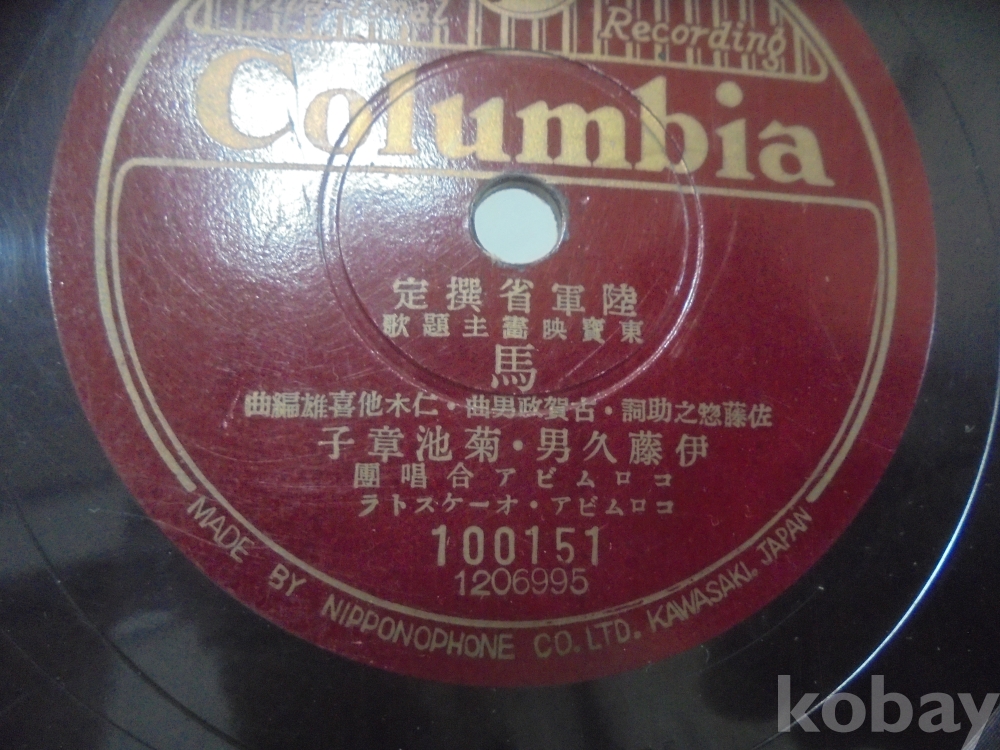 Recording
Columbia
陸軍省撰定
東寶映畫主題歌
馬
佐藤惣之助詞・古賀政男曲・仁木他喜雄編曲
伊藤久男・菊池章子
コロムビア合唱團
コロムビア・オーケストラ
100151
1206995
MADE BY NIPPONOPHONE CO. LTD. KAWASAKI, JAPAN
kobay